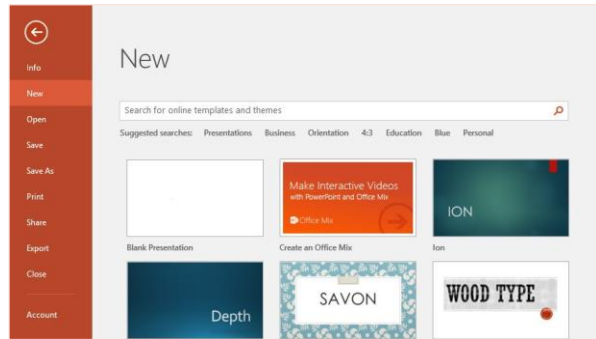 New
Info
New
Open
Save
Save As
Print
Share
Export
Close
Account
Search for online templates and themes
Suggested searches: Presentations Business Orientation 4:3 Education Blue Personal
Make Interactive Videos
with PowerPoint and Office Mix
Office Mix
ION
Blank Presentation Create an Office Mix Ion
Depth
SAVON
WOOD TYPE